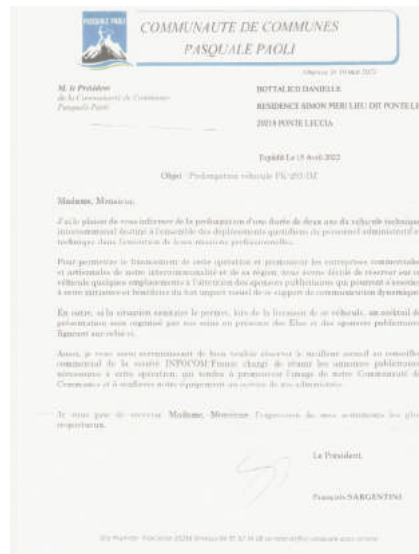 PASQUALE PAOLI
COMMUNAUTE DE COMMUNES
PASQUALE PAOLI
M. le Président
de la Communauté de Communes
Pasquale Paoli
BOTTALICO DANIELLE
RESIDENCE SIMON PIERI LIEU DIT PONTE LE
20218 PONTE LECCIA
Expédié Le 15 Avril 2022
Objet : Prolongation véhicule FK-293-DZ
Madame, Monsieur,
J'ai le plaisir de vous informer de la prolongation d'une durée de deux ans du véhicule technique
intercommunal destiné à l'ensemble des déplacements quotidiens du personnel administratif et
technique dans l'exécution de leurs missions professionnelles.
Pour permettre le financement de cette opération et promouvoir les entreprises commerciales
et artisanales de notre intercommunalité et de sa région, nous avons décidé de réserver sur ce
véhicule quelques emplacements à l'attention des sponsors publicitaires qui pourront s'associer
à cette initiative et bénéficier du fort impact visuel de ce support de communication dynamique.
En outre, si la situation sanitaire le permet, lors de la livraison de ce véhicule, un cocktail de
présentation sera organisé par nos soins en présence des Elus et des sponsors publicitaires
figurant sur celui-ci.
Aussi, je vous serai reconnaissant de bien vouloir réserver le meilleur accueil au conseiller
commercial de la société INFOCOM-France chargé de réunir les annonces publicitaires
nécessaires à cette opération, qui tendra à promouvoir l'image de notre Communauté de
Communes et à améliorer notre équipement au service de nos administrés.
Je vous prie de recevoir Madame, Monsieur l'expression de mes sentiments les plus
respectueux.
Le Président,
François SARGENTINI